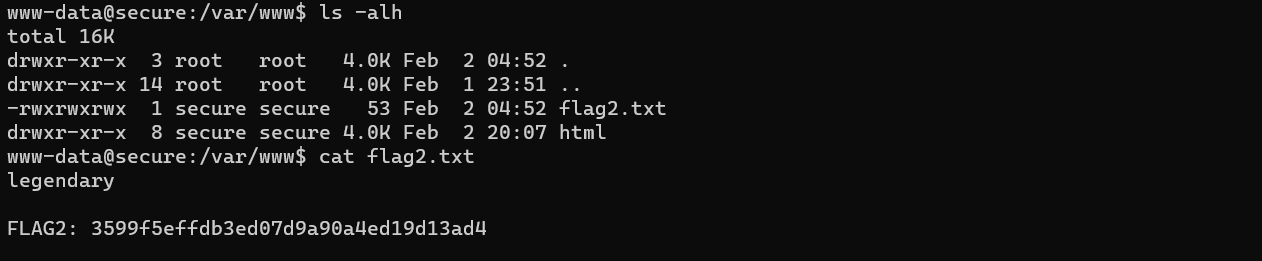 www-data@secure:/var/www$ ls -alh
total 16K
drwxr-xr-x  3 root   root   4.0K Feb  2 04:52 .
drwxr-xr-x 14 root   root   4.0K Feb  1 23:51 ..
-rwxrwxrwx  1 secure secure   53 Feb  2 04:52 flag2.txt
drwxr-xr-x  8 secure secure 4.0K Feb  2 20:07 html
www-data@secure:/var/www$ cat flag2.txt
legendary
FLAG2: 3599f5effdb3ed07d9a90a4ed19d13ad4